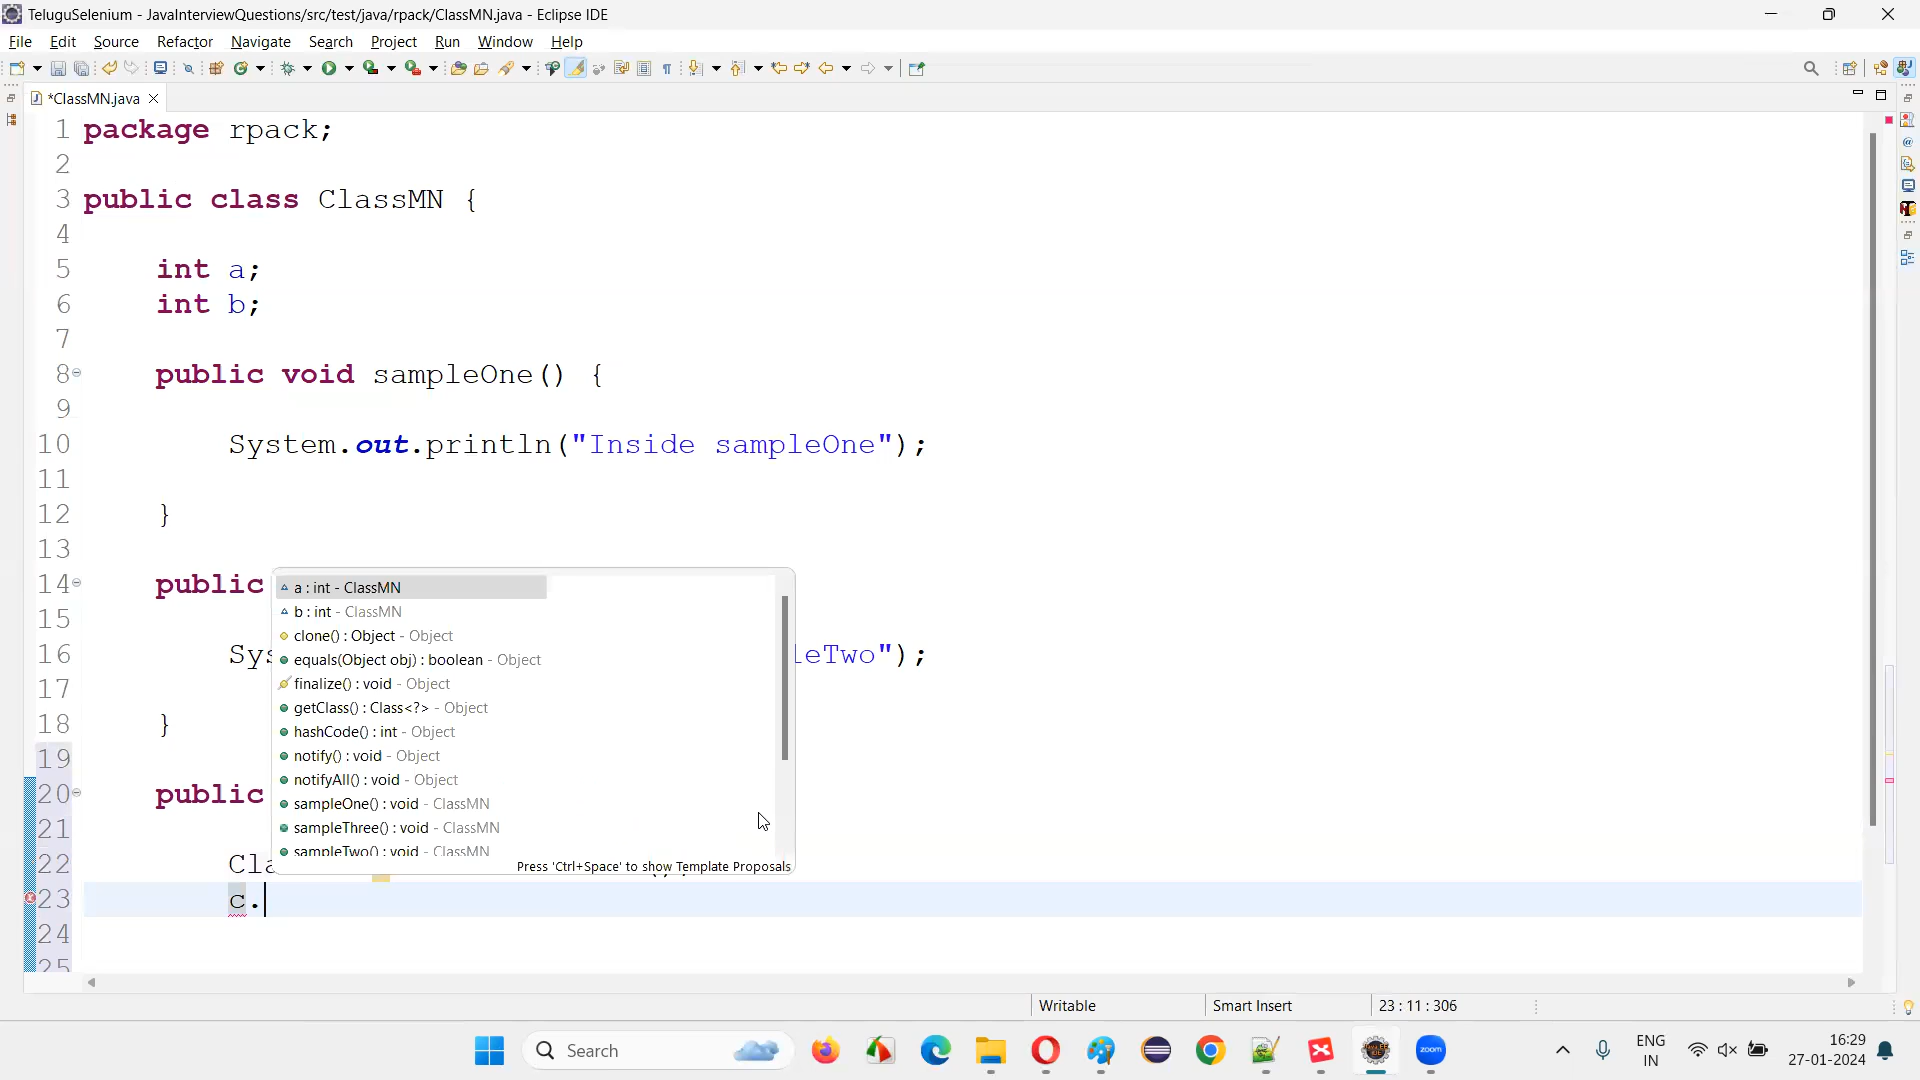 TeluguSelenium - JavaInterviewQuestions/src/test/java/rpack/ClassMN.java - Eclipse IDE
File Edit Source Refactor Navigate Search Project Run Window Help
*ClassMN.java
1 package rpack;
2
3 public class ClassMN {
4
5 int a;
6 int b;
7
8 public void sampleOne() {
9
10 System.out.println("Inside sampleOne");
11
12 }
13
14 public
15
16 Sys leTwo");
17
18 }
19
20 public
21
22 Cla
23 c.
24
25
a : int - ClassMN
b : int - ClassMN
clone() : Object - Object
equals(Object obj) : boolean - Object
finalize() : void - Object
getClass() : Class<?> - Object
hashCode() : int - Object
notify() : void - Object
notifyAll() : void - Object
sampleOne() : void - ClassMN
sampleThree() : void - ClassMN
sampleTwo() : void - ClassMN
Press 'Ctrl+Space' to show Template Proposals
Writable Smart Insert 23 : 11 : 306
Search
zoom
ENG
IN
16:29
27-01-2024